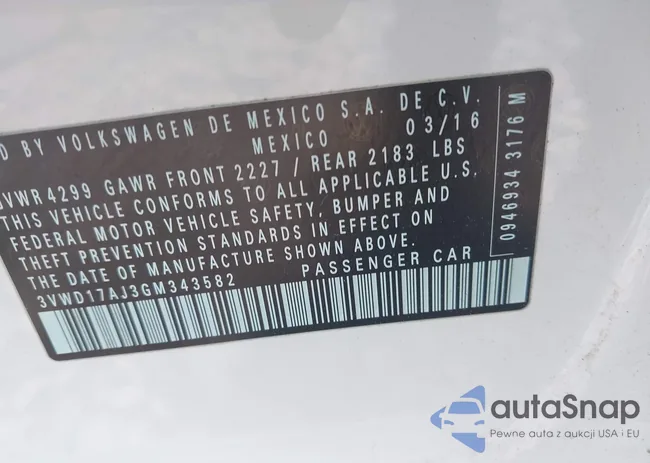 D BY VOLKSWAGEN DE MEXICO S.A. DE C.V.
MEXICO 03/16
VWR 4299 GAWR FRONT 2227 / REAR 2183 LBS
THIS VEHICLE CONFORMS TO ALL APPLICABLE U.S.
FEDERAL MOTOR VEHICLE SAFETY, BUMPER AND
THEFT PREVENTION STANDARDS IN EFFECT ON
THE DATE OF MANUFACTURE SHOWN ABOVE.
3VWD17AJ3GM343582 PASSENGER CAR
0946934 3176 M
autaSnap
Pewne auta z aukcji USA i EU